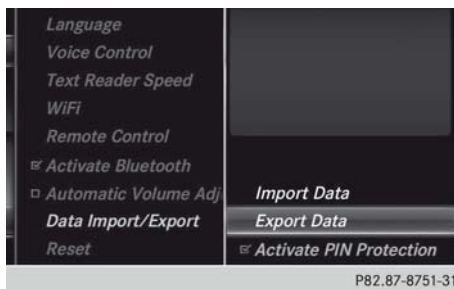 Language
Voice Control
Text Reader Speed
WiFi
Remote Control
Activate Bluetooth
Automatic Volume Adj
Data Import/Export
Reset
Import Data
Export Data
Activate PIN Protection
P82.87-8751-31